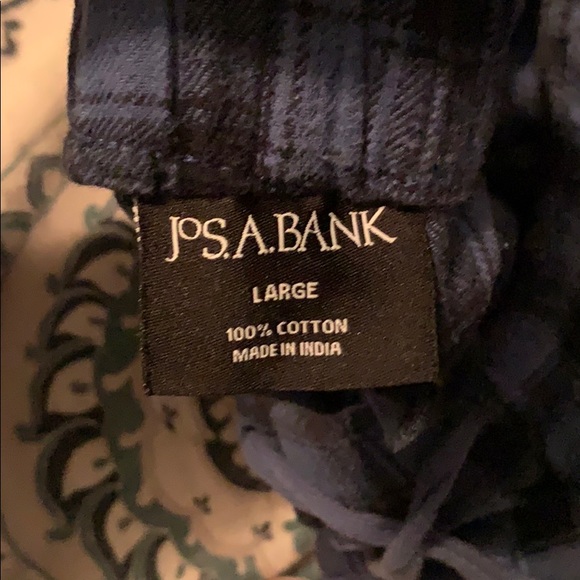 JOS.A.BANK
LARGE
100% COTTON
MADE IN INDIA